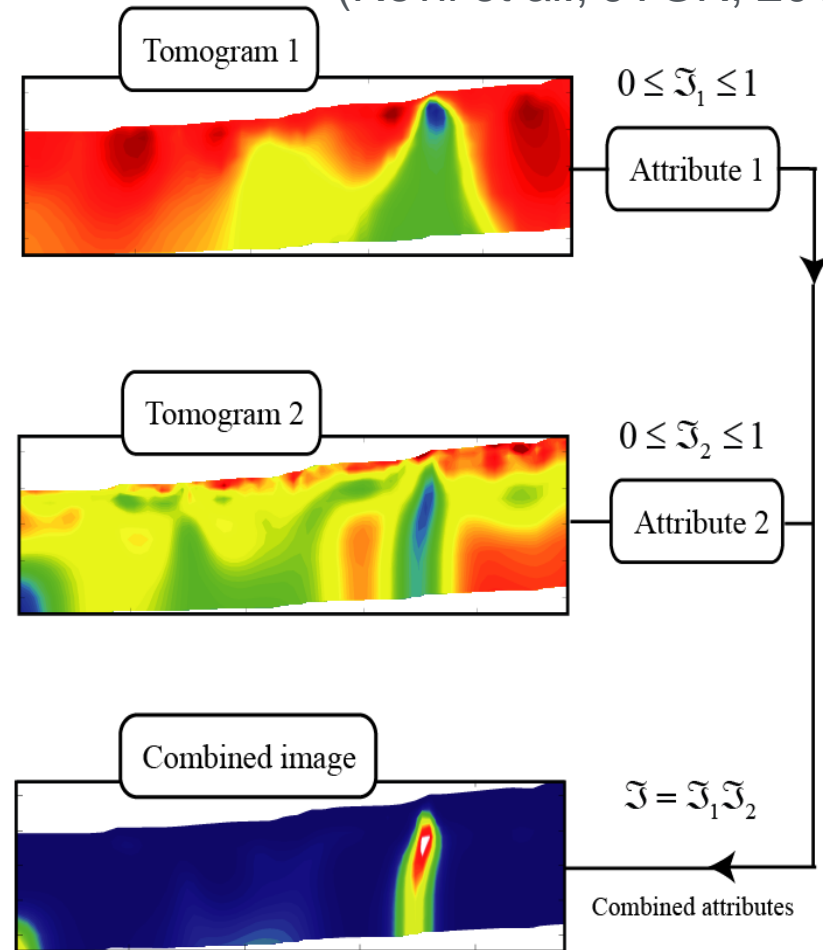 Tomogram 1
0 ≤ ℑ₁ ≤ 1
Attribute 1
Tomogram 2
0 ≤ ℑ₂ ≤ 1
Attribute 2
Combined image
ℑ = ℑ₁ℑ₂
Combined attributes